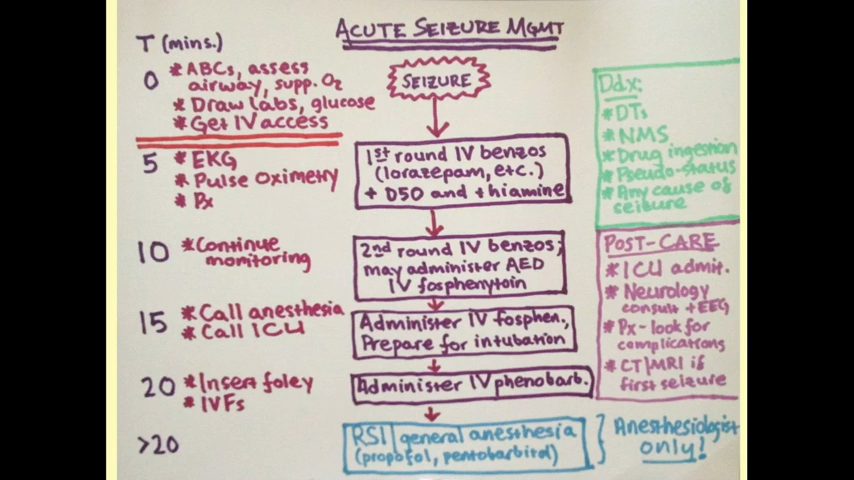 ACUTE SEIZURE MGMT
T (mins.)
0
* ABCs, assess
airway, supp. O2
* Draw labs, glucose
* Get IV access
5
* EKG
* Pulse Oximetry
* Px
10
* Continue
monitoring
15
* Call anesthesia
* Call ICU
20
* Insert foley
* IVFs
>20
SEIZURE
1st round IV benzos
(lorazepam, etc.)
+ D50 and thiamine
2nd round IV benzos;
may administer AED
IV fosphenytoin
Administer IV fosphen.,
Prepare for intubation
Administer IV phenobarb.
RSI/general anesthesia
(propofol, pentobarbital)
Anesthesiologist
only!
Ddx:
* DTs
* NMS
* Drug ingestion
* Pseudo-status
* Any cause of
seizure
POST-CARE
* ICU admit.
* Neurology
consult + EEG
* Px - look for
complications
* CT/MRI if
first seizure